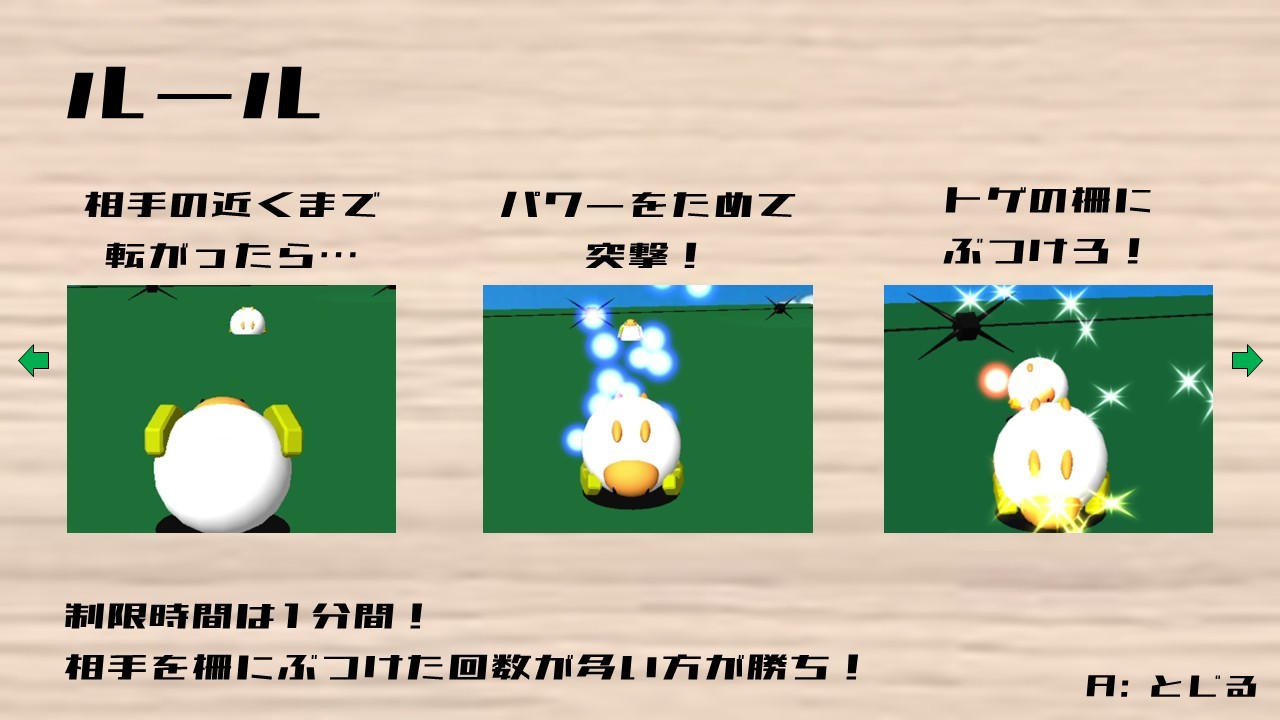 ルール
相手の近くまで
転がったら…
パワーをためて
突撃！
トゲの柵に
ぶつけろ！
制限時間は1分間！
相手を柵にぶつけた回数が多い方が勝ち！
A: とじる